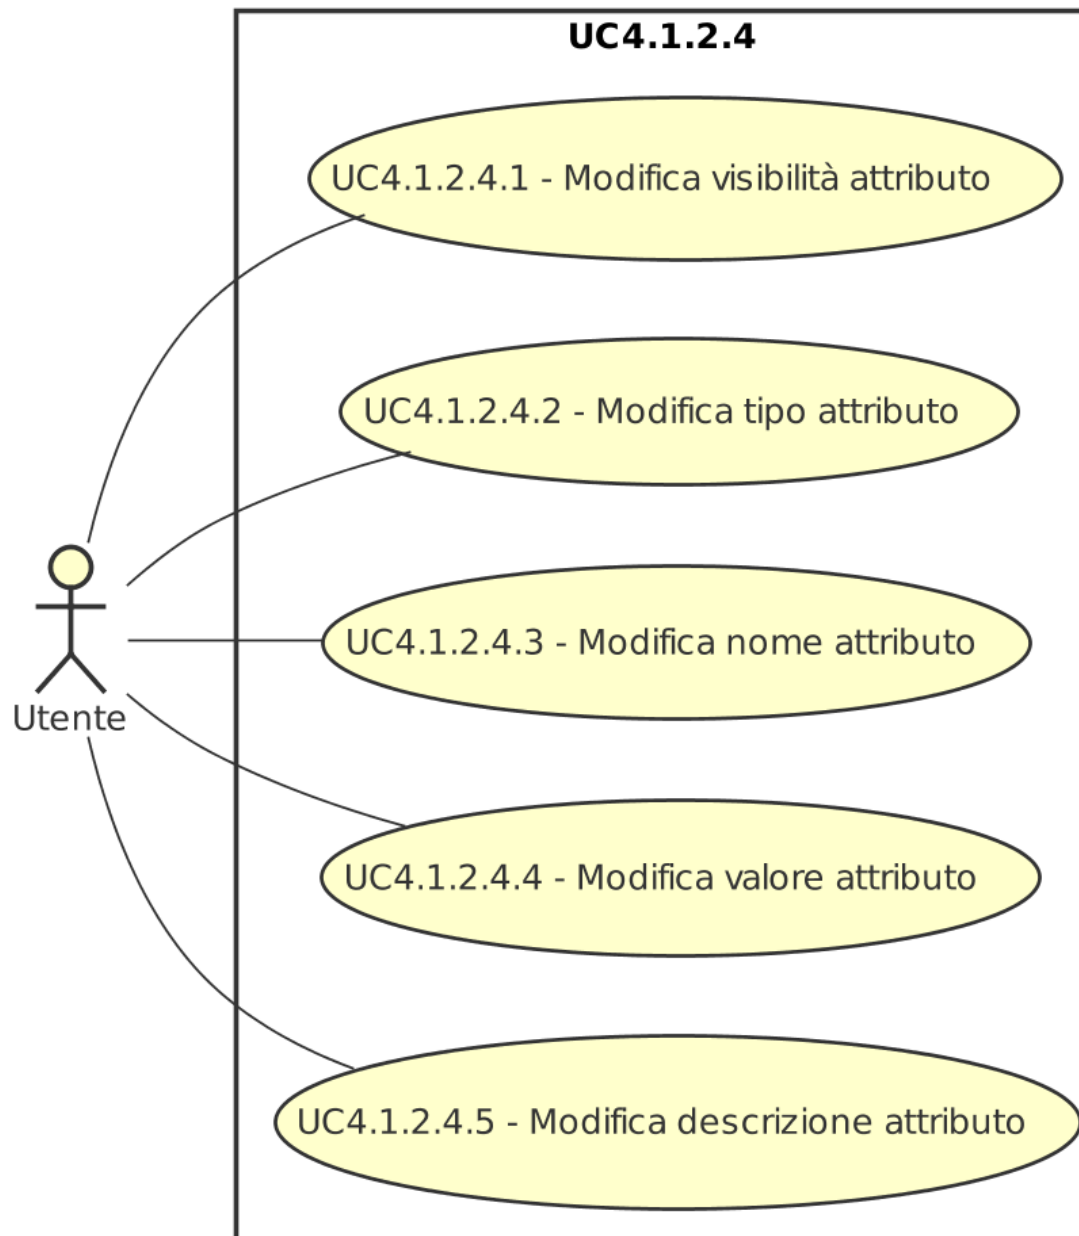 UC4.1.2.4
UC4.1.2.4.1 - Modifica visibilità attributo
UC4.1.2.4.2 - Modifica tipo attributo
UC4.1.2.4.3 - Modifica nome attributo
Utente
UC4.1.2.4.4 - Modifica valore attributo
UC4.1.2.4.5 - Modifica descrizione attributo